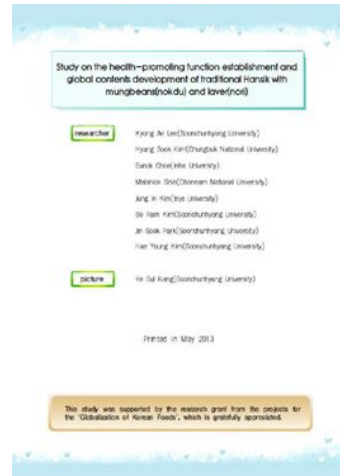 Study on the health-promoting function establishment and
global contents development of traditional Hansik with
mungbeans(nokdu) and laver(nori)
researcher
Kyong Ae Lee(Soonchunhyang University)
Hyang Sook Kim(Chungbuk National University)
Eunok Choe(Inha University)
Malshick Shin(Chonnam National University)
Jung In Kim(Inje University)
So Ram Kim(Soonchunhyang University)
Jin Sook Park(Soonchunhyang University)
Hae Young Kim(Soonchunhyang University)
picture
Ye Sul Kang(Soonchunhyang University)
Printed in May 2013
This study was supported by the research grant from the projects for
the 'Globalization of Korean Foods', which is gratefully appreciated.